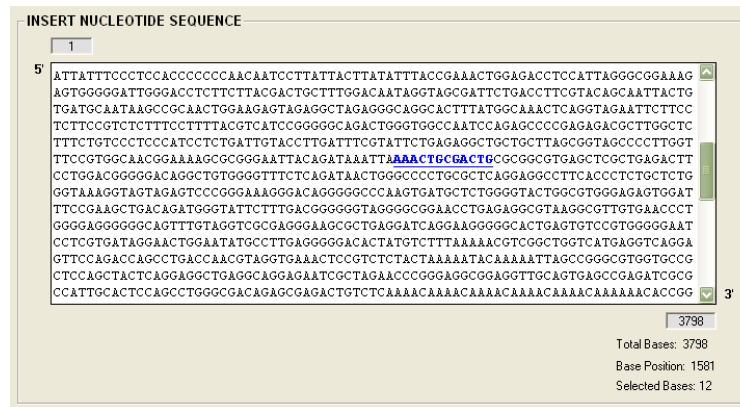 INSERT NUCLEOTIDE SEQUENCE
1
5'
ATTATTTCCCTCCACCCCCCCAACAATCCTTATTACTTATATTTACCGAAACTGGAGACCTCCATTAGGGCGGAAAG
AGTGGGGGATTGGGACCTCTTCTTACGACTGCTTTGGACAATAGGTAGCGATTCTGACCTTCGTACAGCAATTACTG
TGATGCAATAAGCCGCAACTGGAAGAGTAGAGGCTAGAGGGCAGGCACTTTATGGCAAACTCAGGTAGAATTCTTCC
TCTTCCGTCTCTTTCCTTTTACGTCATCCGGGGGCAGACTGGGTGGCCAATCCAGAGCCCCGAGAGACGCTTGGCTC
TTTCTGTCCCTCCCATCCTCTGATTGTACCTTGATTTCGTATTCTGAGAGGCTGCTGCTTAGCGGTAGCCCCTTGGT
TTCCGTGGCAACGGAAAAGCGCGGGAATTACAGATAAATTAAAACTGCGACTGCGCGGCGTGAGCTCGCTGAGACTT
CCTGGACGGGGGACAGGCTGTGGGGTTTCTCAGATAACTGGGCCCCTGCGCTCAGGAGGCCTTCACCCTCTGCTCTG
GGTAAAGGTAGTAGAGTCCCGGGAAAGGGACAGGGGGCCCAAGTGATGCTCTGGGGTACTGGCGTGGGAGAGTGGAT
TTCCGAAGCTGACAGATGGGTATTCTTTGACGGGGGGTAGGGGCGGAACCTGAGAGGCGTAAGGCGTTGTGAACCCT
GGGGAGGGGGGCAGTTTGTAGGTCGCGAGGGAAGCGCTGAGGATCAGGAAGGGGGCACTGAGTGTCCGTGGGGGAAT
CCTCGTGATAGGAACTGGAATATGCCTTGAGGGGGACACTATGTCTTTAAAAACGTCGGCTGGTCATGAGGTCAGGA
GTTCCAGACCAGCCTGACCAACGTAGGTGAAACTCCGTCTCTACTAAAAATACAAAAATTAGCCGGGCGTGGTGCCG
CTCCAGCTACTCAGGAGGCTGAGGCAGGAGAATCGCTAGAACCCGGGAGGCGGAGGTTGCAGTGAGCCGAGATCGCG
CCATTGCACTCCAGCCTGGGCGACAGAGCGAGACTGTCTCAAAACAAAACAAAACAAAACAAAACAAAAAACACCGG
3'
3798
Total Bases: 3798
Base Position: 1581
Selected Bases: 12